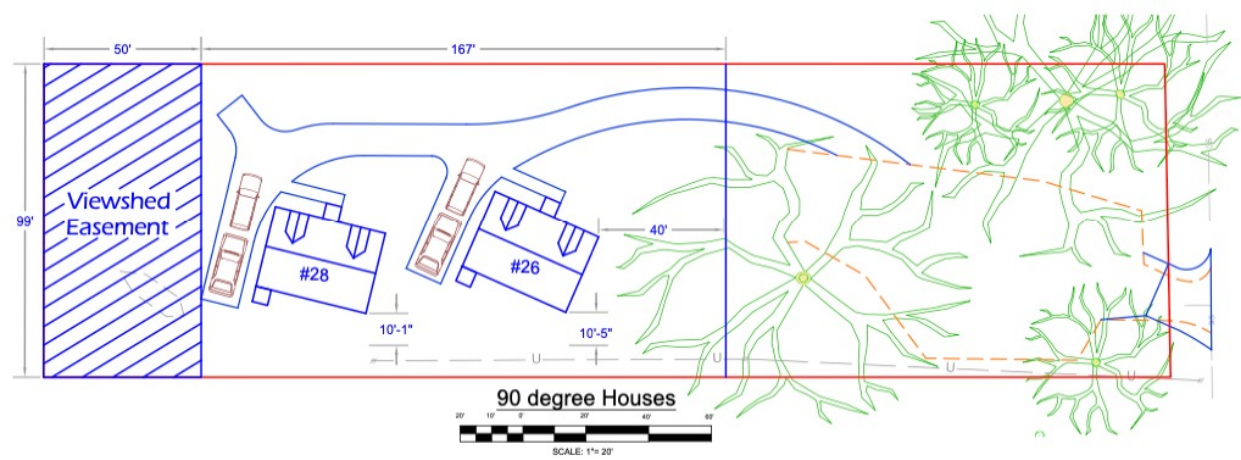 50'
167'
99'
Viewshed
Easement
40'
#28
#26
10'-1"
10'-5"
U
U
U
U
90 degree Houses
20' 10' 0' 20' 40' 60'
SCALE: 1"= 20'